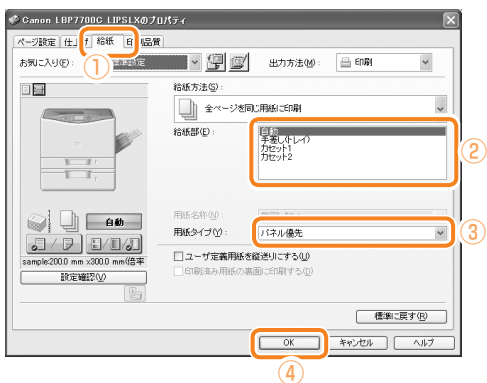 Canon LBP7700C LIPSLXのプロパティ
ページ設定 仕上げ 給紙 印刷品質
①
お気に入り(F): 標準設定 出力方法(M): 印刷
給紙方法(S):
全ページを同じ用紙に印刷
給紙部(E):
自動
手差し(トレイ)
カセット1
カセット2
②
自動
用紙名称(N):
用紙タイプ(Y): パネル優先
③
sample:200.0 mm x300.0 mm(倍率
ユーザ定義用紙を縦送りにする(U)
印刷済み用紙の裏面に印刷する(D)
設定確認(V)
標準に戻す(R)
OK キャンセル ヘルプ
④